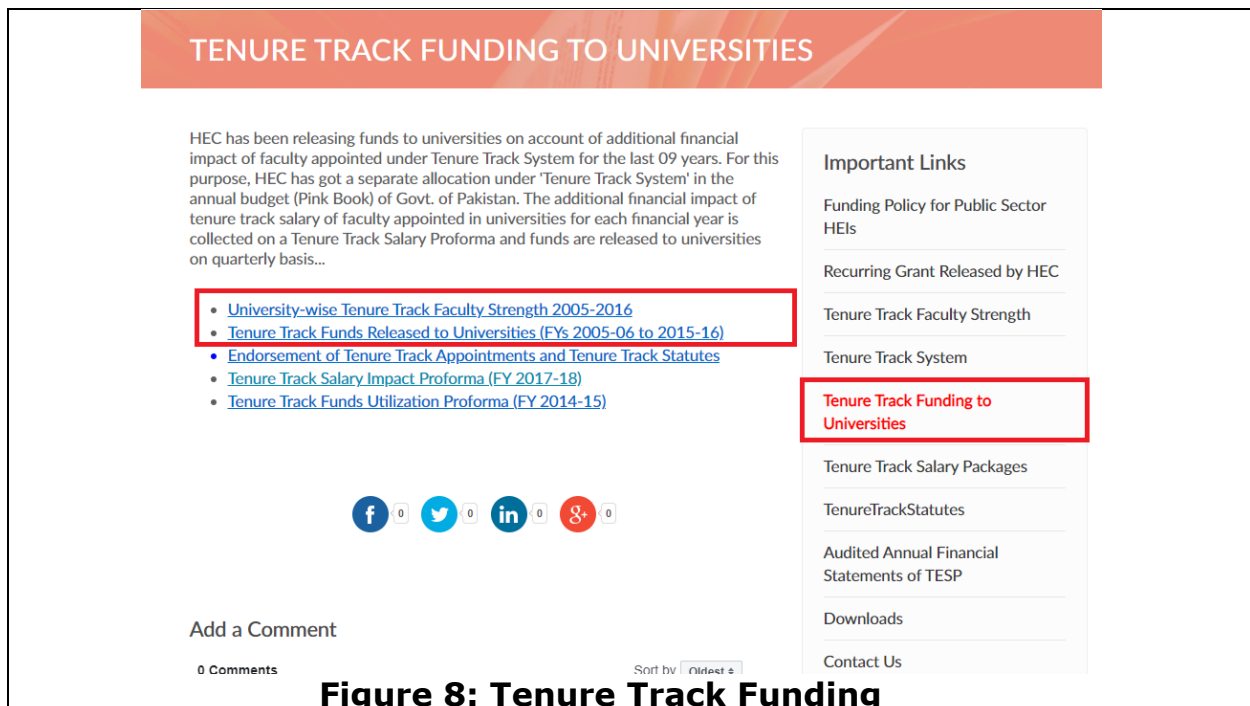 TENURE TRACK FUNDING TO UNIVERSITIES
HEC has been releasing funds to universities on account of additional financial
impact of faculty appointed under Tenure Track System for the last 09 years. For this
purpose, HEC has got a separate allocation under 'Tenure Track System' in the
annual budget (Pink Book) of Govt. of Pakistan. The additional financial impact of
tenure track salary of faculty appointed in universities for each financial year is
collected on a Tenure Track Salary Proforma and funds are released to universities
on quarterly basis...
• University-wise Tenure Track Faculty Strength 2005-2016
• Tenure Track Funds Released to Universities (FYs 2005-06 to 2015-16)
• Endorsement of Tenure Track Appointments and Tenure Track Statutes
• Tenure Track Salary Impact Proforma (FY 2017-18)
• Tenure Track Funds Utilization Proforma (FY 2014-15)
f 0 0 in 0 g+ 0
Add a Comment
0 Comments Sort by Oldest
Important Links
Funding Policy for Public Sector
HEIs
Recurring Grant Released by HEC
Tenure Track Faculty Strength
Tenure Track System
Tenure Track Funding to
Universities
Tenure Track Salary Packages
TenureTrackStatutes
Audited Annual Financial
Statements of TESP
Downloads
Contact Us
Figure 8: Tenure Track Funding